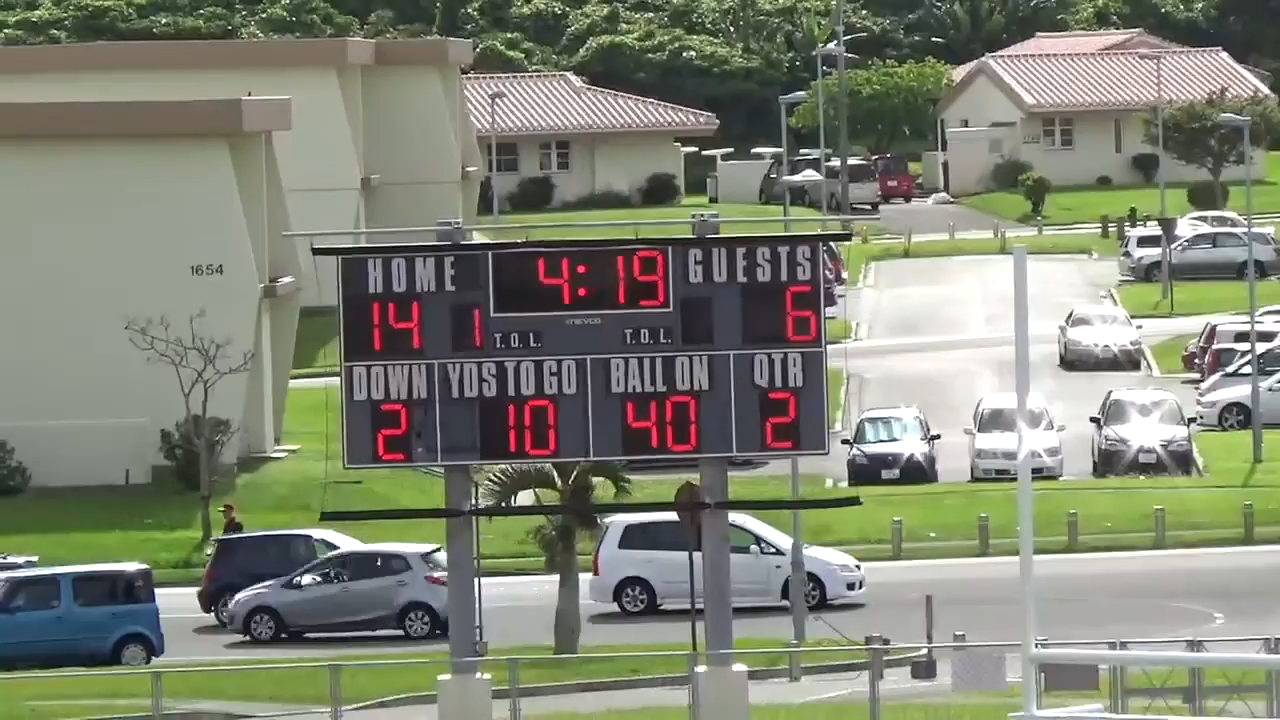 1654
HOME 4:19 GUESTS
NEVCO
14 1 T.O.L. T.O.L. 6
DOWN YDS TO GO BALL ON QTR
2 10 40 2